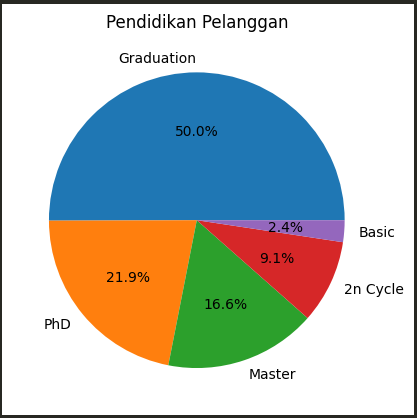 Pendidikan Pelanggan
Graduation
50.0%
2.4%
Basic
9.1%
21.9%
2n Cycle
16.6%
PhD
Master